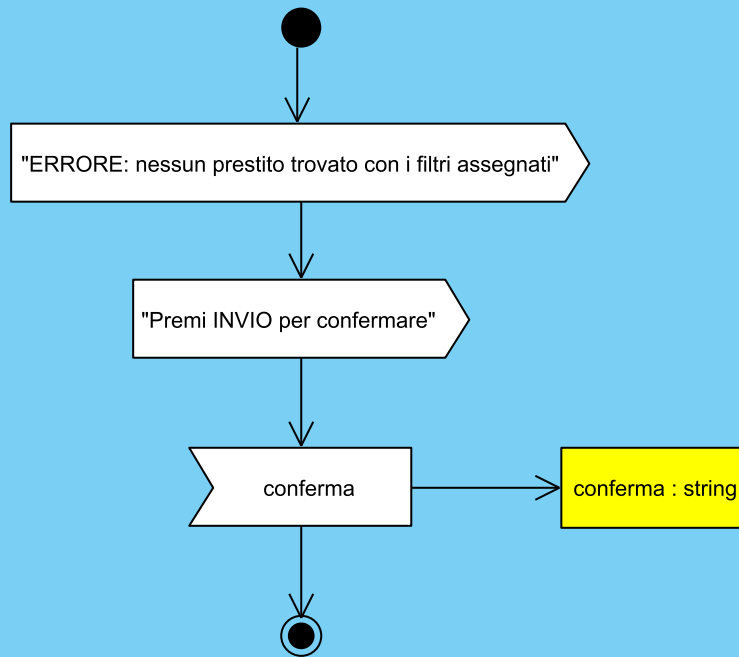 "ERRORE: nessun prestito trovato con i filtri assegnati"
"Premi INVIO per confermare"
conferma
conferma : string